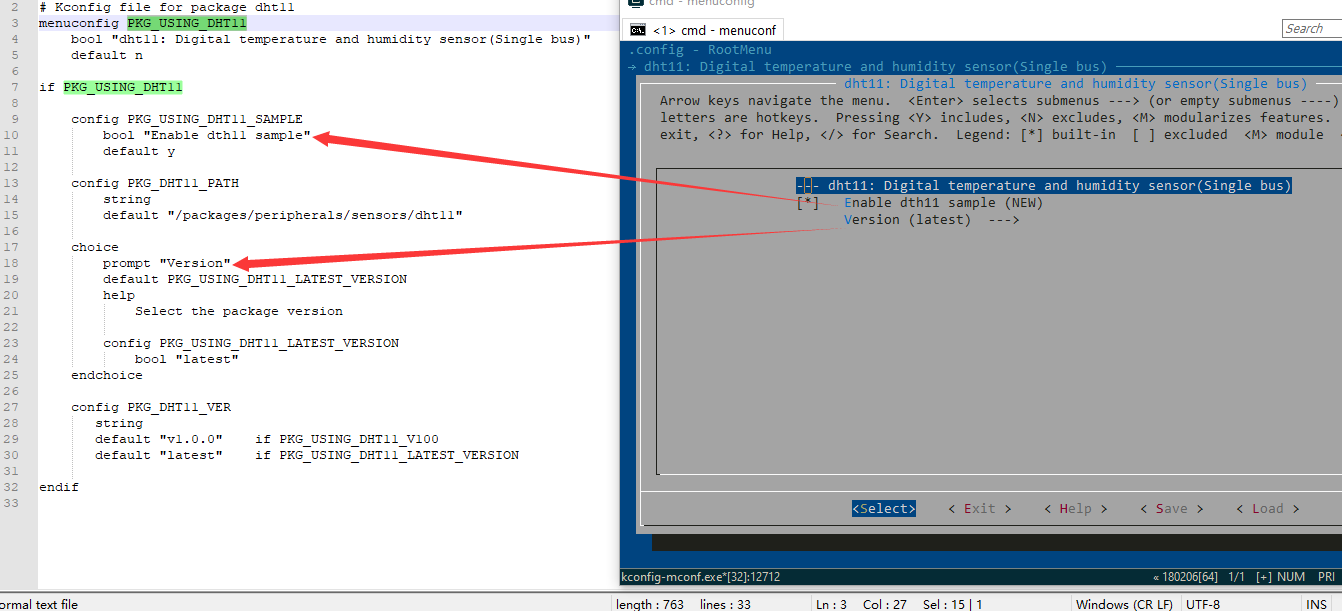 2 # Kconfig file for package dht11
3 menuconfig PKG_USING_DHT11
4 bool "dht11: Digital temperature and humidity sensor(Single bus)"
5 default n
6
7 if PKG_USING_DHT11
8
9 config PKG_USING_DHT11_SAMPLE
10 bool "Enable dth11 sample"
11 default y
12
13 config PKG_DHT11_PATH
14 string
15 default "/packages/peripherals/sensors/dht11"
16
17 choice
18 prompt "Version"
19 default PKG_USING_DHT11_LATEST_VERSION
20 help
21 Select the package version
22
23 config PKG_USING_DHT11_LATEST_VERSION
24 bool "latest"
25 endchoice
26
27 config PKG_DHT11_VER
28 string
29 default "v1.0.0" if PKG_USING_DHT11_V100
30 default "latest" if PKG_USING_DHT11_LATEST_VERSION
31
32 endif
33
cmd - menuconfig
<1> cmd - menuconf
Search
.config - RootMenu
→ dht11: Digital temperature and humidity sensor(Single bus)
dht11: Digital temperature and humidity sensor(Single bus)
Arrow keys navigate the menu. <Enter> selects submenus ---> (or empty submenus ----)
letters are hotkeys. Pressing <Y> includes, <N> excludes, <M> modularizes features.
exit, <?> for Help, </> for Search. Legend: [*] built-in [ ] excluded <M> module
--- dht11: Digital temperature and humidity sensor(Single bus)
[*] Enable dth11 sample (NEW)
Version (latest) --->
<Select> < Exit > < Help > < Save > < Load >
kconfig-mconf.exe*[32]:12712 « 180206[64] 1/1 [+] NUM PRI
ormal text file length : 763 lines : 33 Ln : 3 Col : 27 Sel : 15 | 1 Windows (CR LF) UTF-8 INS